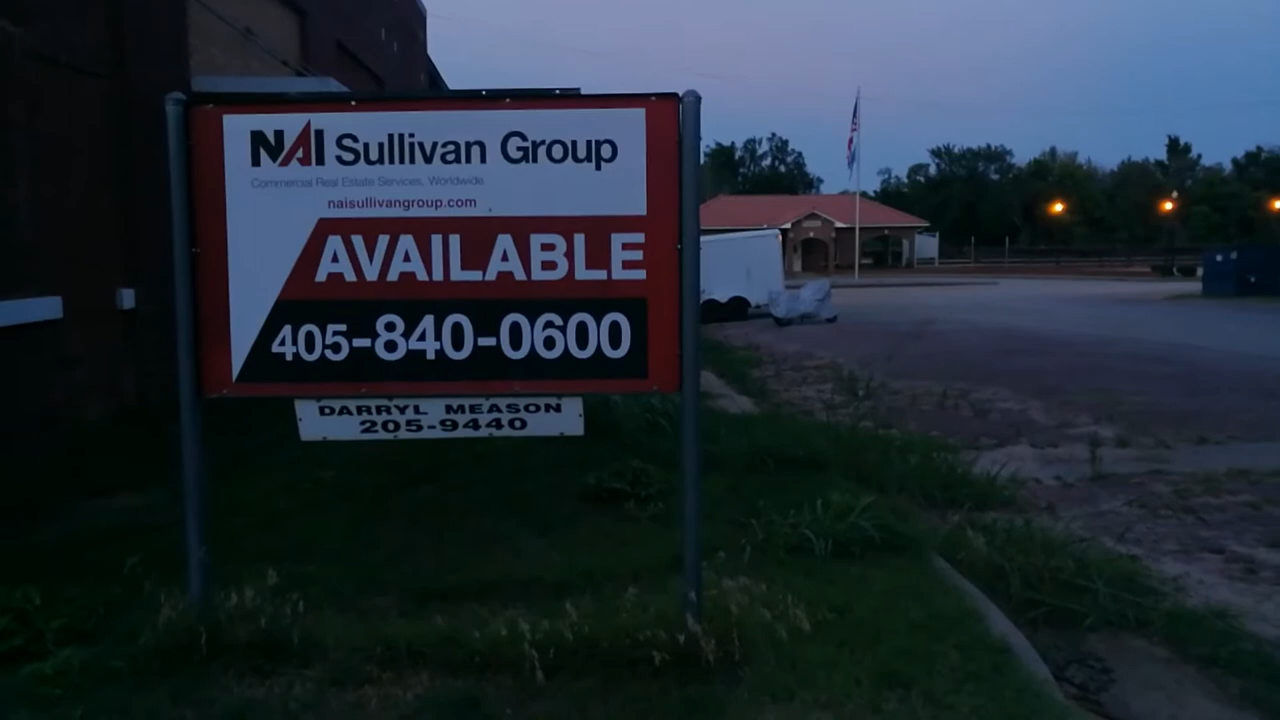 NAI Sullivan Group
Commercial Real Estate Services, Worldwide.
naisullivangroup.com
AVAILABLE
405-840-0600
DARRYL MEASON
205-9440